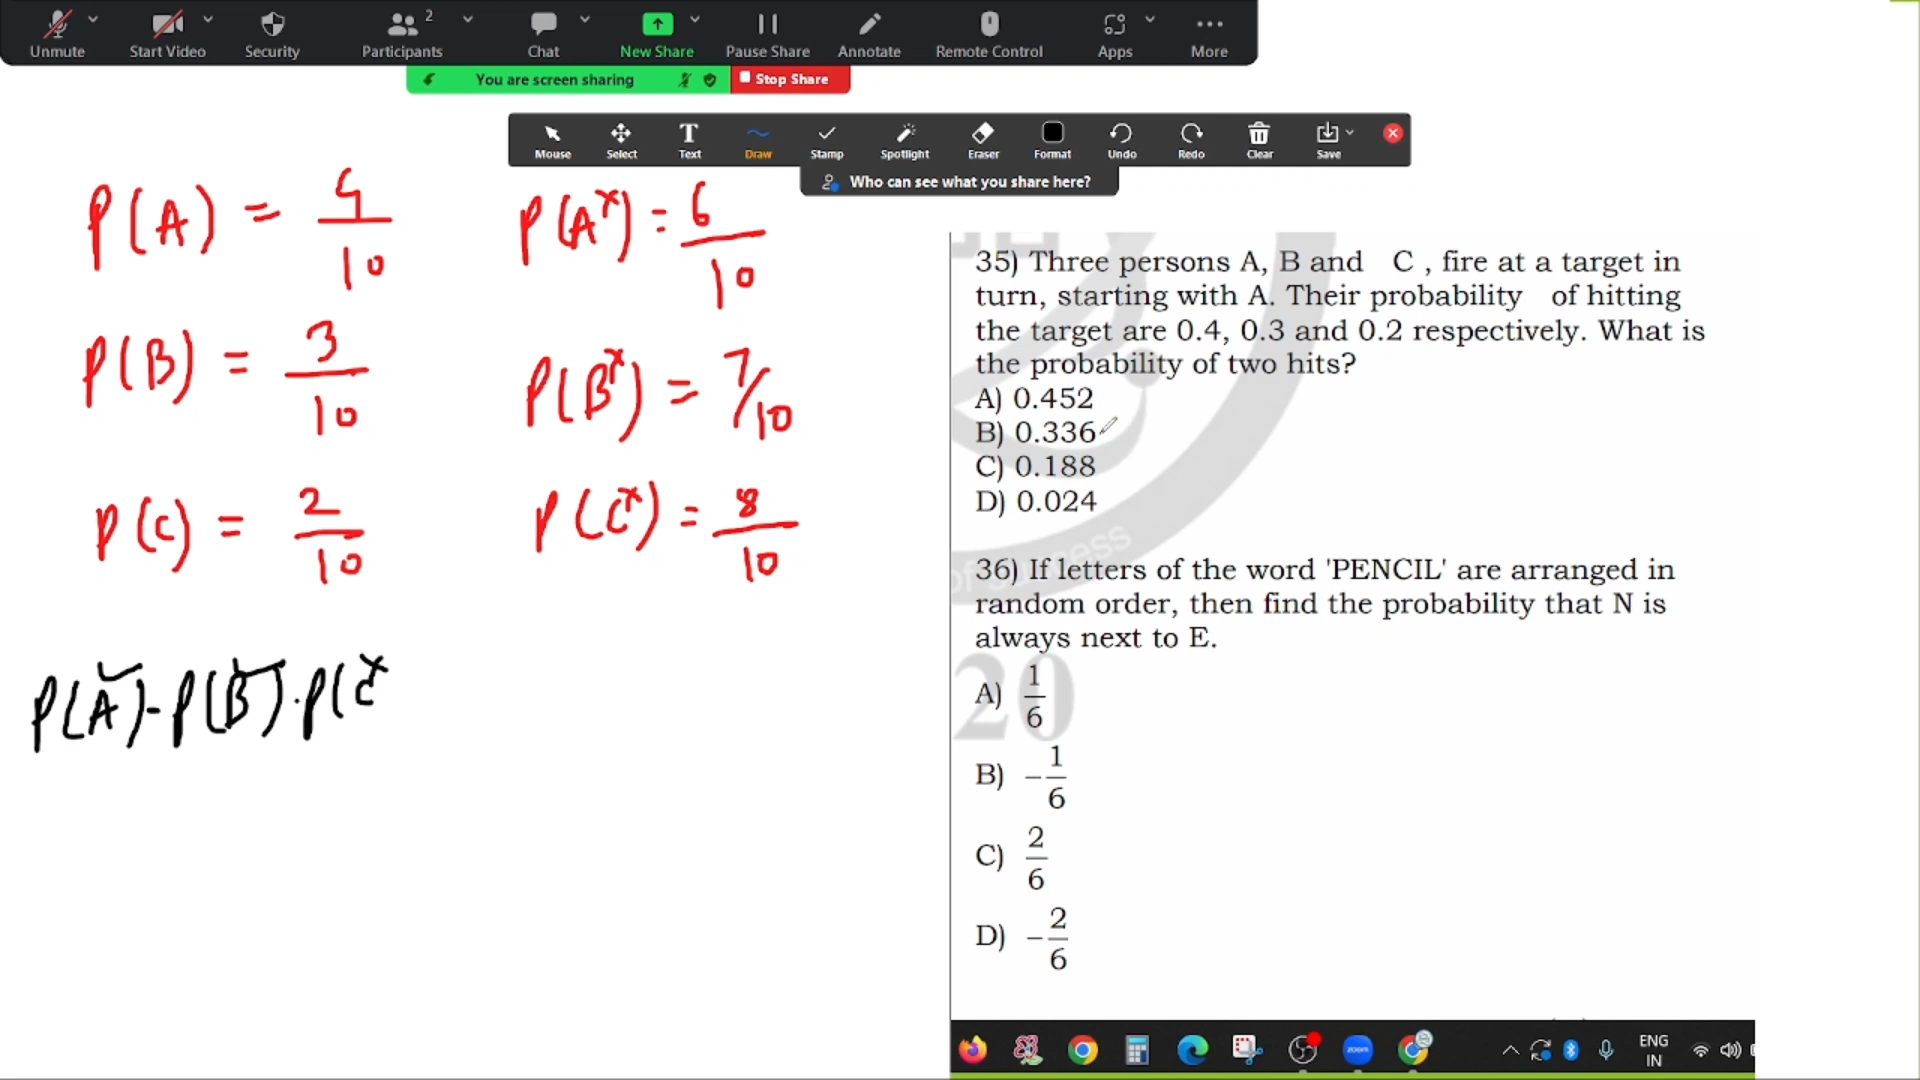 Unmute
Start Video
Security
Participants
2
Chat
New Share
Pause Share
Annotate
Remote Control
Apps
More
You are screen sharing
Stop Share
Mouse
Select
Text
Draw
Stamp
Spotlight
Eraser
Format
Undo
Redo
Clear
Save
Who can see what you share here?
P(A) = 4/10
P(A×) = 6/10
P(B) = 3/10
P(B×) = 7/10
P(C) = 2/10
P(C×) = 8/10
P(A)·P(B)·P(C×
35) Three persons A, B and C , fire at a target in
turn, starting with A. Their probability of hitting
the target are 0.4, 0.3 and 0.2 respectively. What is
the probability of two hits?
A) 0.452
B) 0.336
C) 0.188
D) 0.024
36) If letters of the word 'PENCIL' are arranged in
random order, then find the probability that N is
always next to E.
A) 1/6
B) -1/6
C) 2/6
D) -2/6
20
zoom
ENG
IN